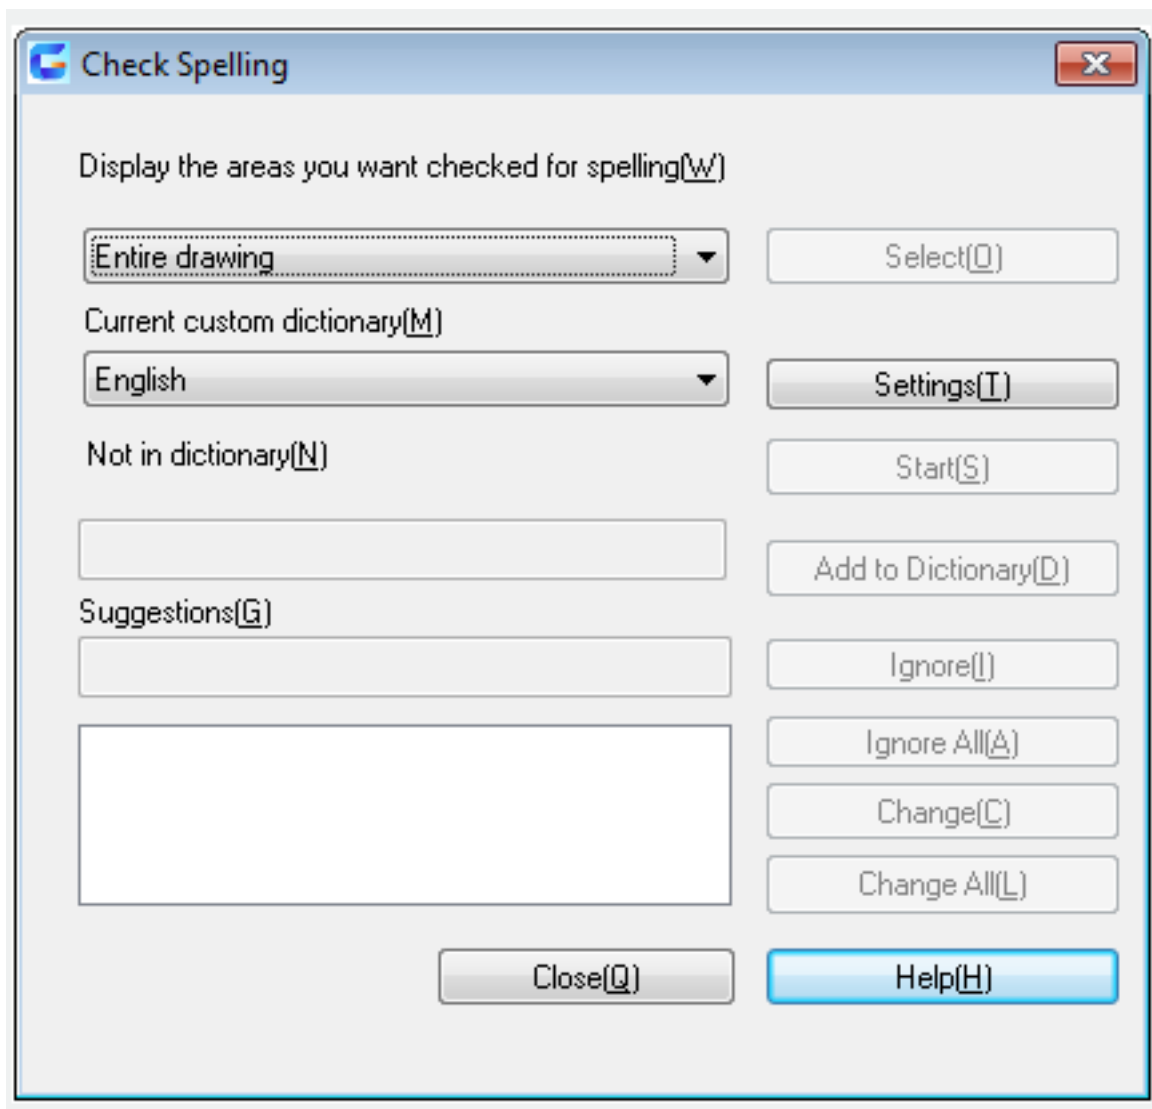 Check Spelling
Display the areas you want checked for spelling(W)
Entire drawing
Select(O)
Current custom dictionary(M)
English
Settings(T)
Not in dictionary(N)
Start(S)
Add to Dictionary(D)
Suggestions(G)
Ignore(I)
Ignore All(A)
Change(C)
Change All(L)
Close(Q)
Help(H)